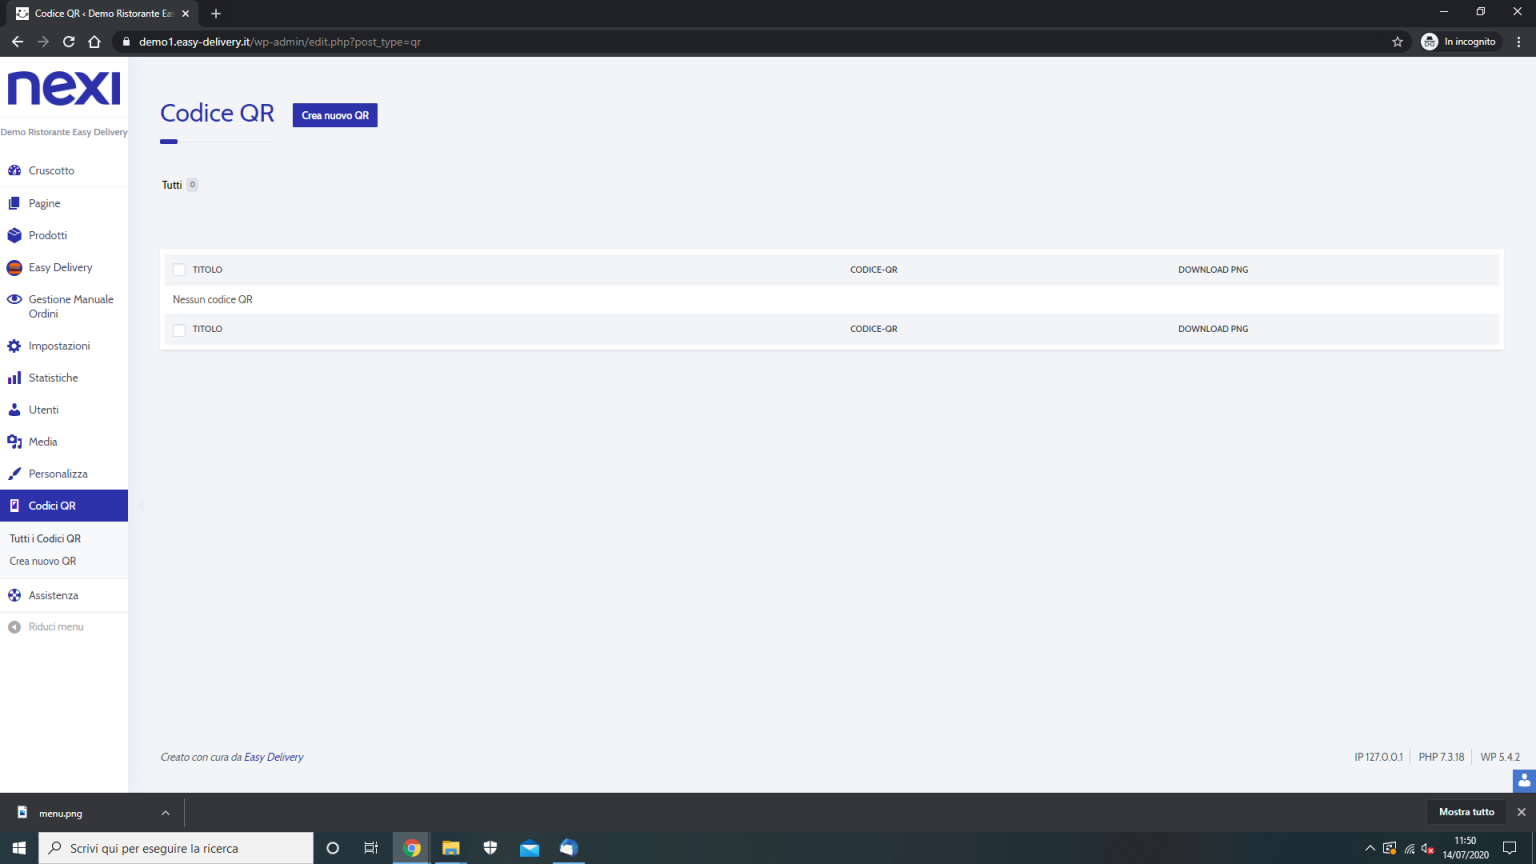 Codice QR ‹ Demo Ristorante Eas
demo1.easy-delivery.it/wp-admin/edit.php?post_type=qr
In incognito
nexi
Demo Ristorante Easy Delivery
Cruscotto
Pagine
Prodotti
Easy Delivery
Gestione Manuale
Ordini
Impostazioni
Statistiche
Utenti
Media
Personalizza
Codici QR
Tutti i Codici QR
Crea nuovo QR
Assistenza
Riduci menu
Codice QR
Crea nuovo QR
Tutti 0
TITOLO CODICE-QR DOWNLOAD PNG
Nessun codice QR
TITOLO CODICE-QR DOWNLOAD PNG
Creato con cura da Easy Delivery
IP 127.0.0.1 PHP 7.3.18 WP 5.4.2
menu.png
Mostra tutto
Scrivi qui per eseguire la ricerca
11:50
14/07/2020